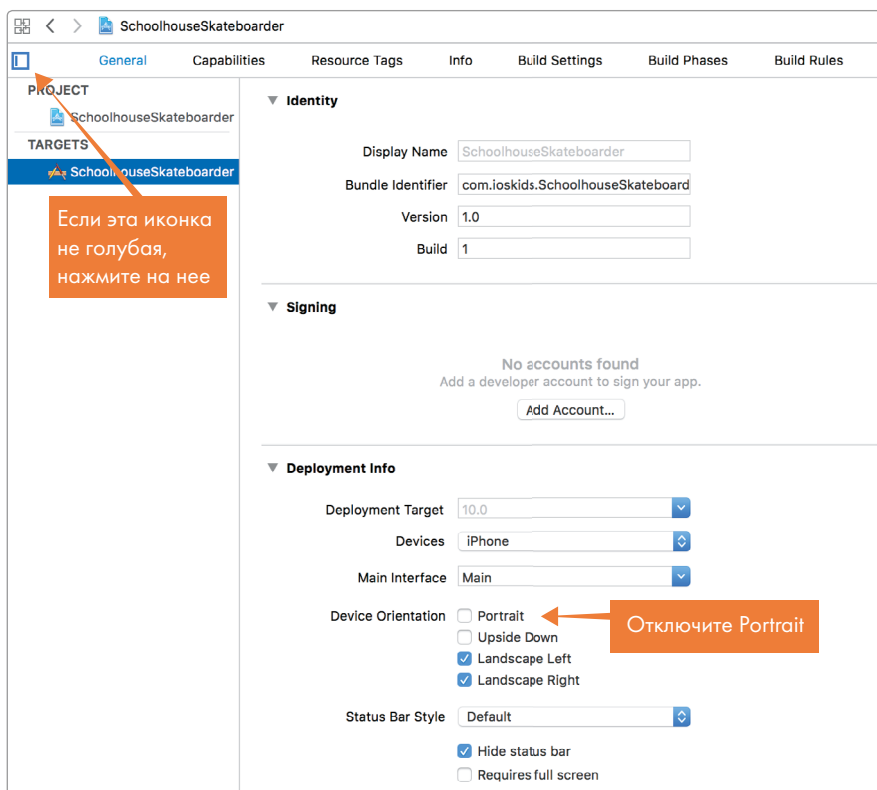 SchoolhouseSkateboarder
General Capabilities Resource Tags Info Build Settings Build Phases Build Rules
PROJECT
SchoolhouseSkateboarder
TARGETS
SchoolhouseSkateboarder
Если эта иконка
не голубая,
нажмите на нее
Identity
Display Name SchoolhouseSkateboarder
Bundle Identifier com.ioskids.SchoolhouseSkateboard
Version 1.0
Build 1
Signing
No accounts found
Add a developer account to sign your app.
Add Account...
Deployment Info
Deployment Target 10.0
Devices iPhone
Main Interface Main
Device Orientation Portrait
Отключите Portrait
Upside Down
Landscape Left
Landscape Right
Status Bar Style Default
Hide status bar
Requires full screen